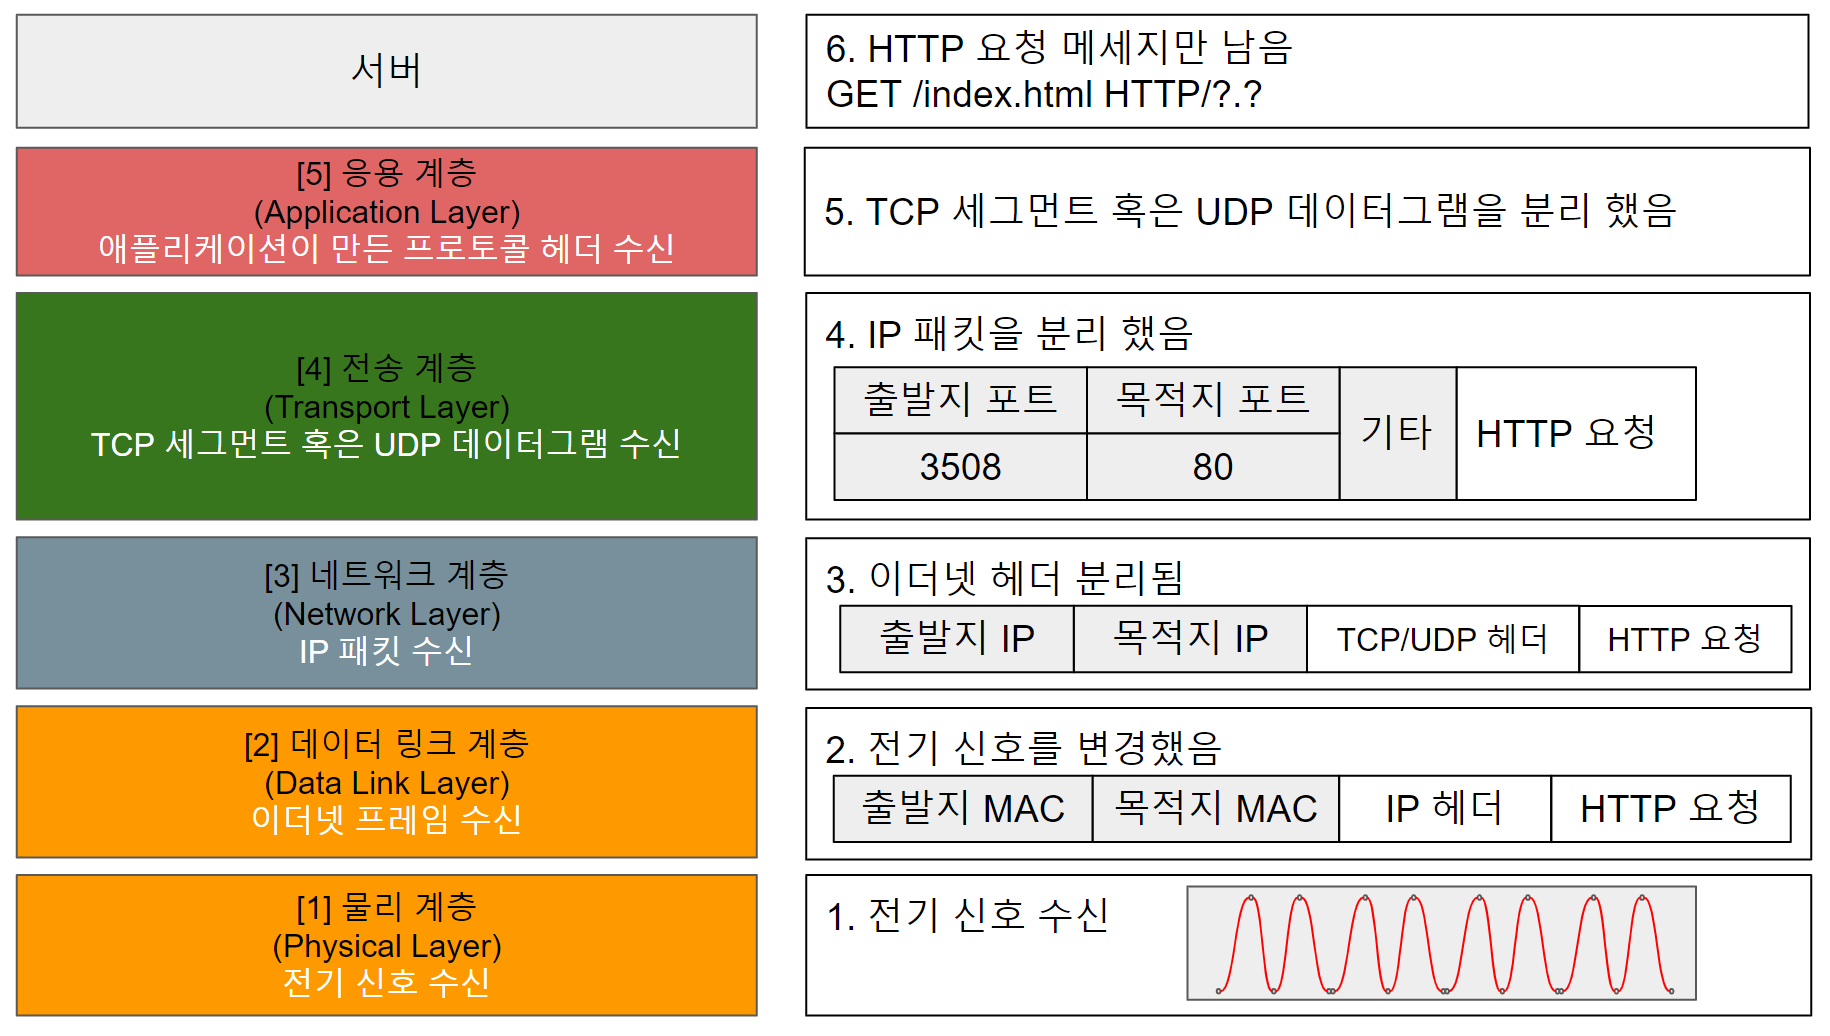 서버
6. HTTP 요청 메세지만 남음
GET /index.html HTTP/?.?
[5] 응용 계층
(Application Layer)
애플리케이션이 만든 프로토콜 헤더 수신
5. TCP 세그먼트 혹은 UDP 데이터그램을 분리 했음
[4] 전송 계층
(Transport Layer)
TCP 세그먼트 혹은 UDP 데이터그램 수신
4. IP 패킷을 분리 했음
출발지 포트 목적지 포트 기타 HTTP 요청
3508 80
[3] 네트워크 계층
(Network Layer)
IP 패킷 수신
3. 이더넷 헤더 분리됨
출발지 IP 목적지 IP TCP/UDP 헤더 HTTP 요청
[2] 데이터 링크 계층
(Data Link Layer)
이더넷 프레임 수신
2. 전기 신호를 변경했음
출발지 MAC 목적지 MAC IP 헤더 HTTP 요청
[1] 물리 계층
(Physical Layer)
전기 신호 수신
1. 전기 신호 수신